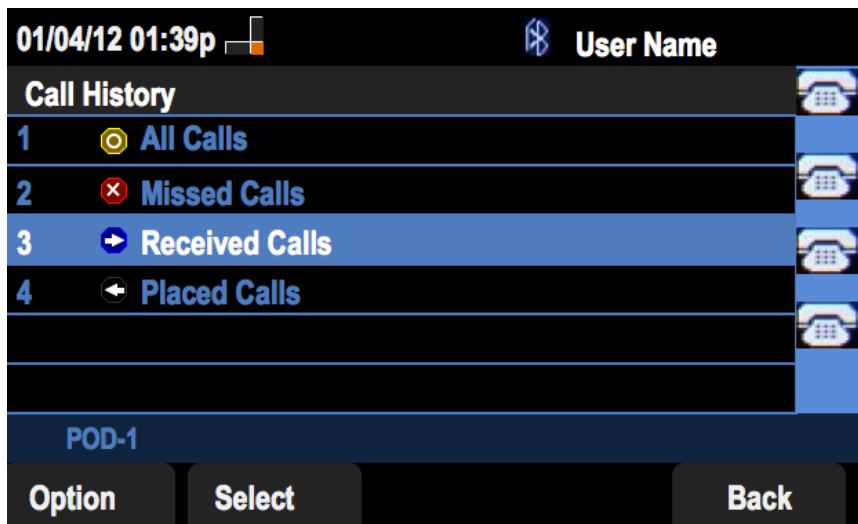 01/04/12 01:39p User Name
Call History
1 All Calls
2 Missed Calls
3 Received Calls
4 Placed Calls
POD-1
Option Select Back